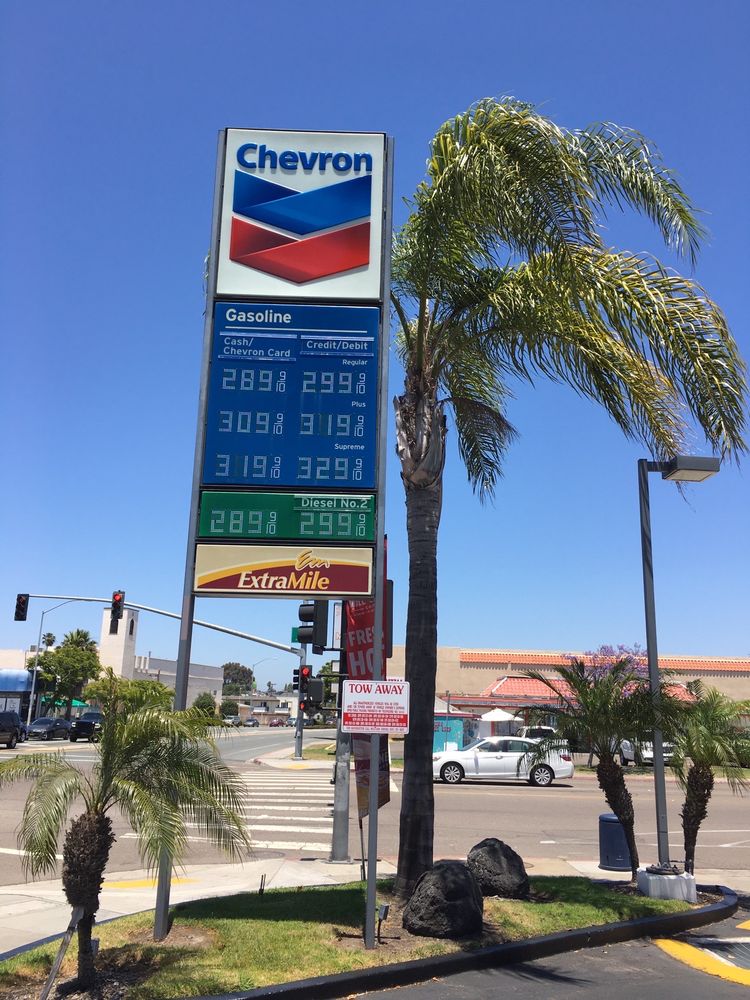 Chevron
Gasoline
Cash/ Credit/Debit
Chevron Card
Regular
289 9/10 299 9/10
Plus
309 9/10 319 9/10
Supreme
319 9/10 329 9/10
Diesel No.2
289 9/10 299 9/10
Em
ExtraMile
FREE
TOW AWAY